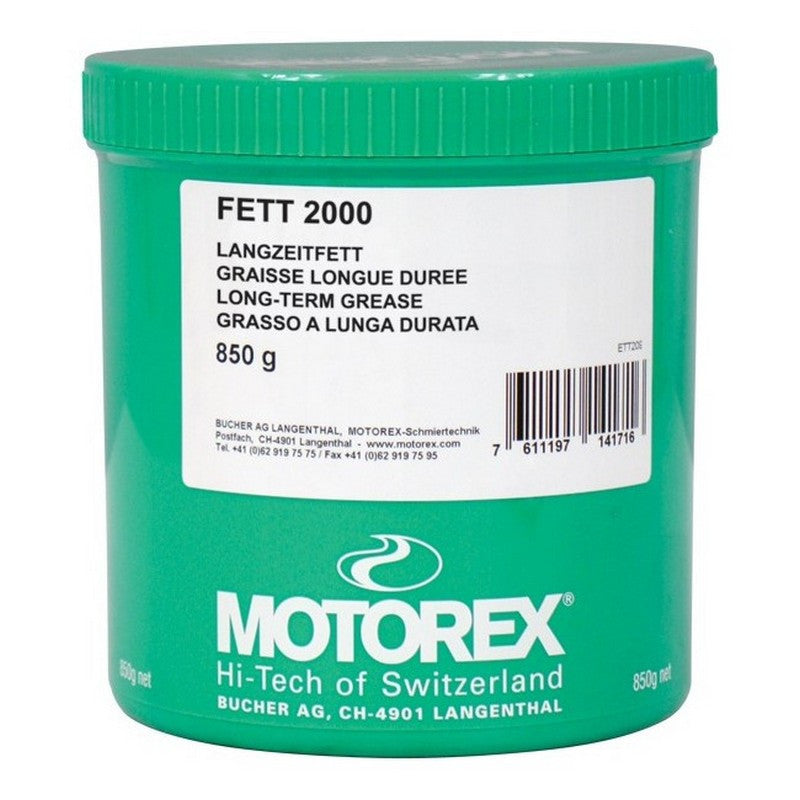 FETT 2000
LANGZEITFETT
GRAISSE LONGUE DUREE
LONG-TERM GREASE
GRASSO A LUNGA DURATA
850 g
ETT20S
BUCHER AG LANGENTHAL, MOTOREX-Schmiertechnik
Postfach, CH-4901 Langenthal - www.motorex.com
Tel. +41 (0)62 919 75 75 / Fax +41 (0)62 919 75 95
7 611197 141716
MOTOREX®
Hi-Tech of Switzerland
BUCHER AG, CH-4901 LANGENTHAL
850g net
850g net